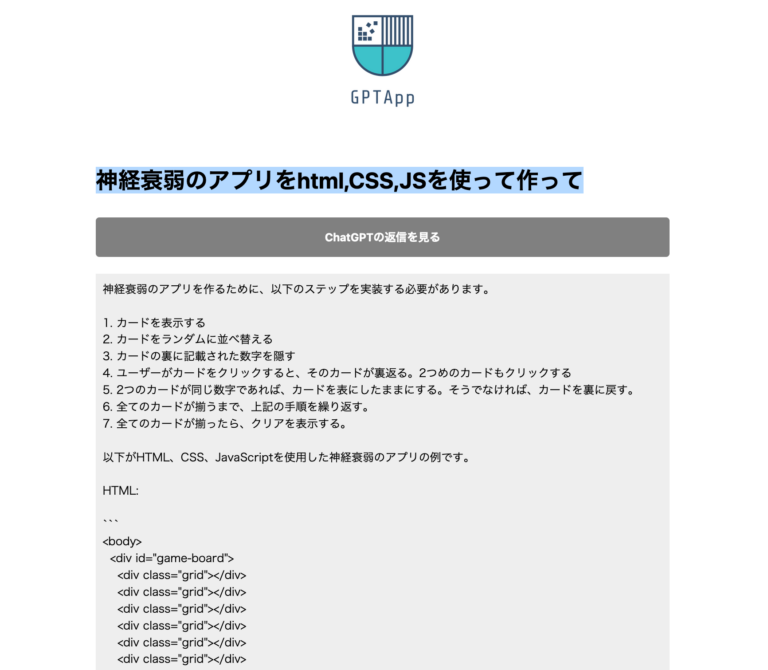 GPTApp
神経衰弱のアプリをhtml,CSS,JSを使って作って
ChatGPTの返信を見る
神経衰弱のアプリを作るために、以下のステップを実装する必要があります。
1. カードを表示する
2. カードをランダムに並べ替える
3. カードの裏に記載された数字を隠す
4. ユーザーがカードをクリックすると、そのカードが裏返る。2つめのカードもクリックする
5. 2つのカードが同じ数字であれば、カードを表にしたままにする。そうでなければ、カードを裏に戻す。
6. 全てのカードが揃うまで、上記の手順を繰り返す。
7. 全てのカードが揃ったら、クリアを表示する。
以下がHTML、CSS、JavaScriptを使用した神経衰弱のアプリの例です。
HTML:
```
<body>
<div id="game-board">
<div class="grid"></div>
<div class="grid"></div>
<div class="grid"></div>
<div class="grid"></div>
<div class="grid"></div>
<div class="grid"></div>